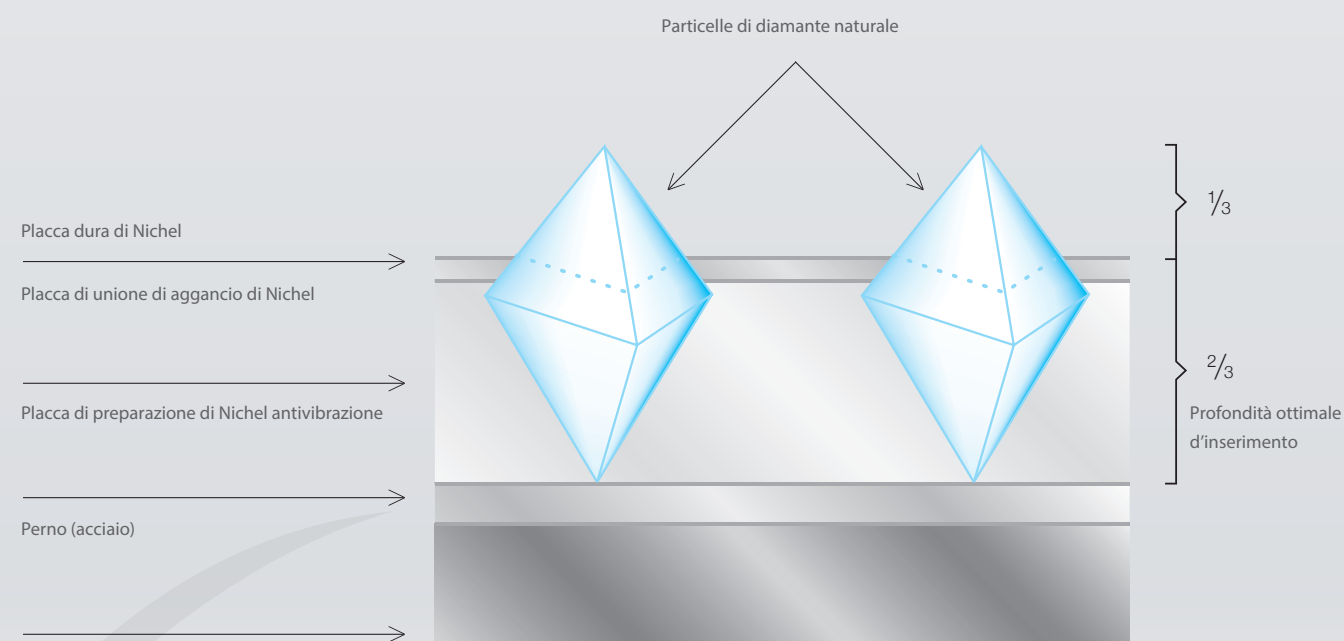 Particelle di diamante naturale
1/3
Placca dura di Nichel
Placca di unione di aggancio di Nichel
2/3
Placca di preparazione di Nichel antivibrazione
Profondità ottimale
d’inserimento
Perno (acciaio)